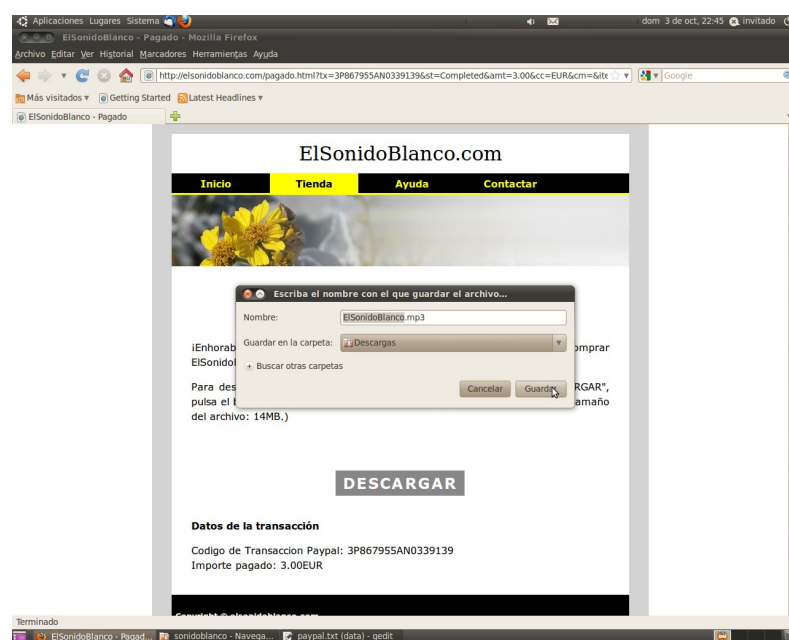 Aplicaciones Lugares Sistema dom 3 de oct, 22:45 invitado
ElSonidoBlanco - Pagado - Mozilla Firefox
Archivo Editar Ver Historial Marcadores Herramientas Ayuda
http://elsonidoblanco.com/pagado.html?tx=3P867955AN0339139&st=Completed&amt=3.00&cc=EUR&cm=&ite Google
Más visitados Getting Started Latest Headlines
ElSonidoBlanco - Pagado
ElSonidoBlanco.com
Inicio Tienda Ayuda Contactar
Escriba el nombre con el que guardar el archivo...
Nombre: ElSonidoBlanco.mp3
Guardar en la carpeta: Descargas
Buscar otras carpetas
Cancelar Guardar
¡Enhorab omprar
ElSonido
Para des RGAR",
pulsa el amaño
del archivo: 14MB.)
DESCARGAR
Datos de la transacción
Codigo de Transaccion Paypal: 3P867955AN0339139
Importe pagado: 3.00EUR
Copyright © elsonidoblanco.com
Terminado
ElSonidoBlanco - Pagad... sonidoblanco - Navega... paypal.txt (data) - gedit